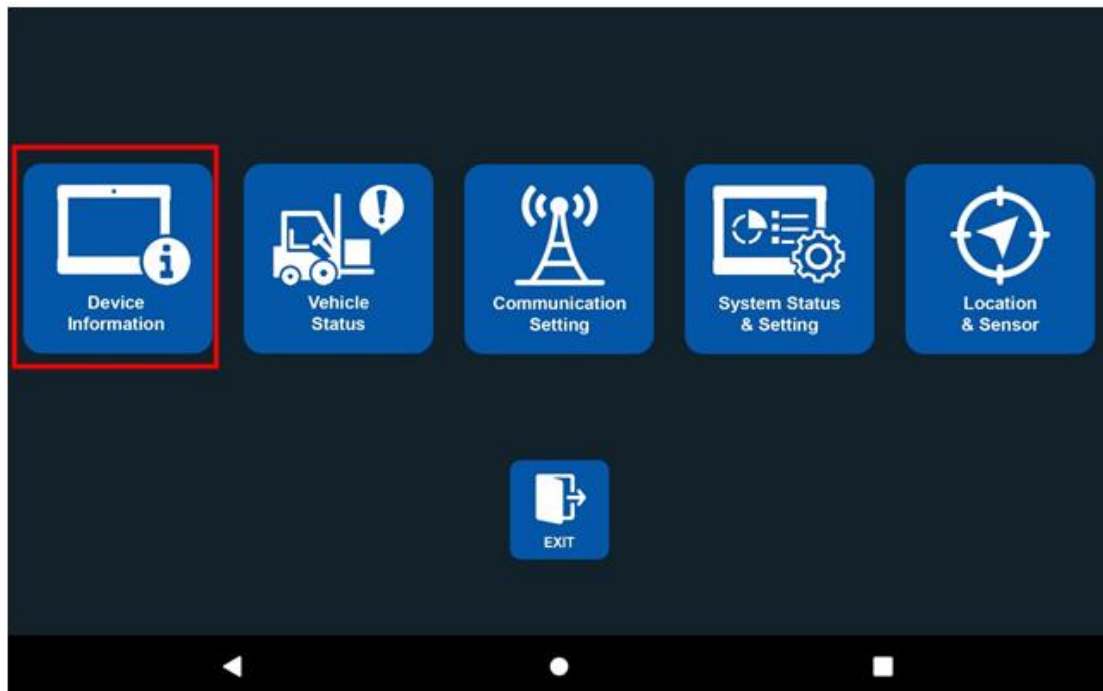 Device
Information
Vehicle
Status
Communication
Setting
System Status
& Setting
Location
& Sensor
EXIT